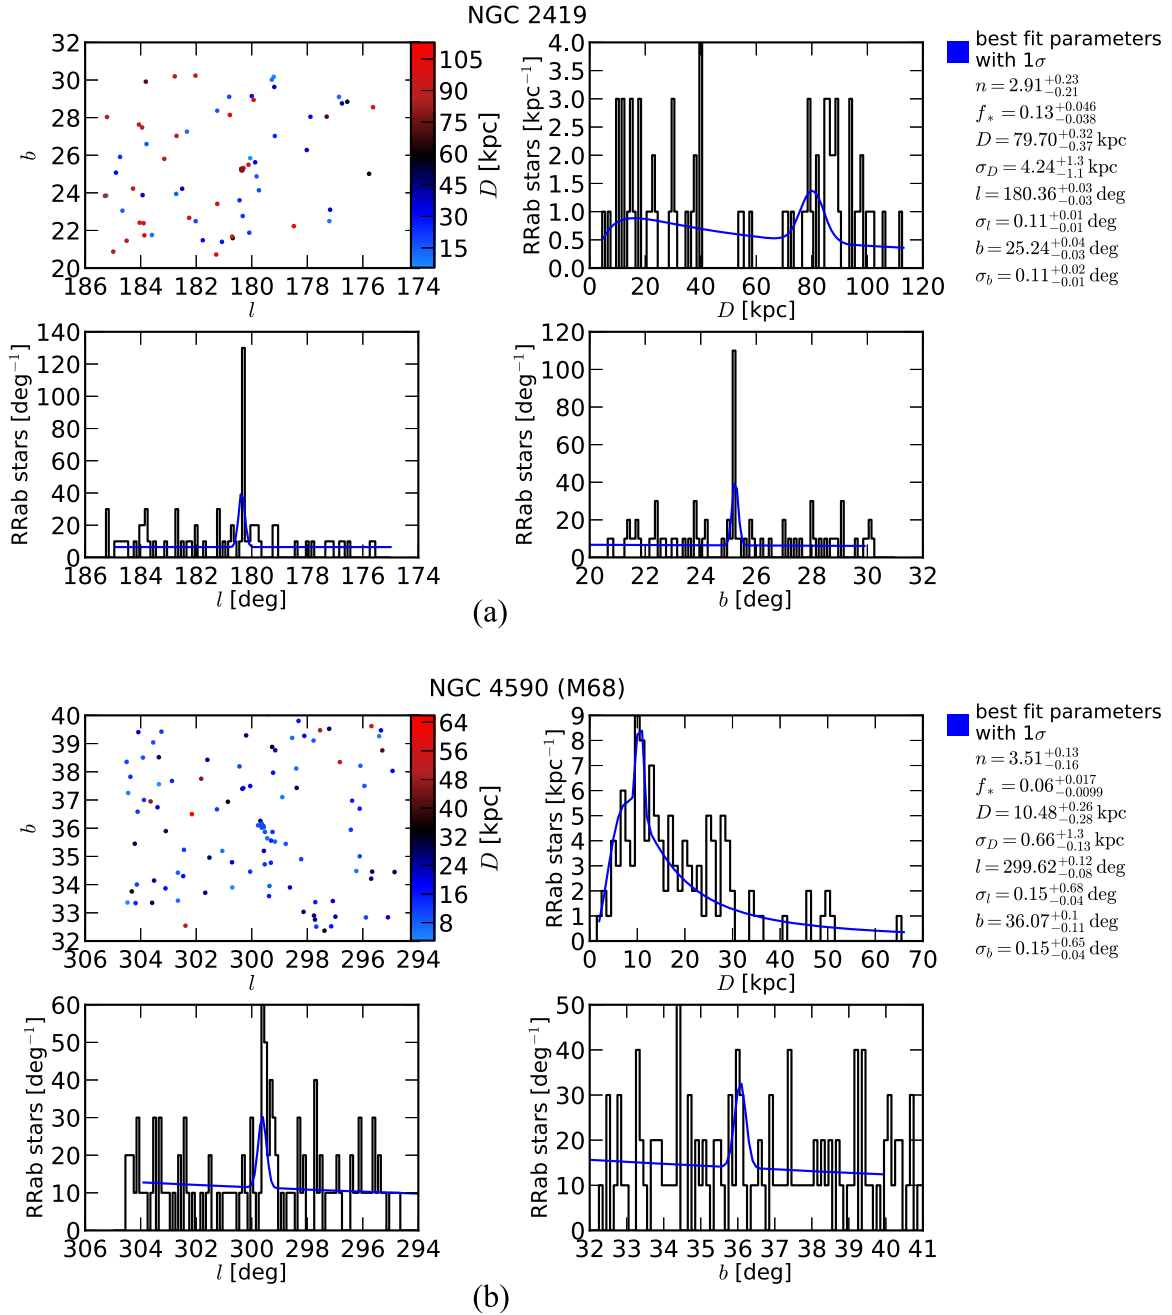 NGC 2419
32
30
28
26
24
22
20
b
186 184 182 180 178 176 174
l
105
90
75
60
45
30
15
D [kpc]
4.0
3.5
3.0
2.5
2.0
1.5
1.0
0.5
0.0
RRab stars [kpc⁻¹]
0 20 40 60 80 100 120
D [kpc]
best fit parameters
with 1σ
n = 2.91 +0.23 −0.21
f* = 0.13 +0.046 −0.038
D = 79.70 +0.32 −0.37 kpc
σ_D = 4.24 +1.3 −1.1 kpc
l = 180.36 +0.03 −0.03 deg
σ_l = 0.11 +0.01 −0.01 deg
b = 25.24 +0.04 −0.03 deg
σ_b = 0.11 +0.02 −0.01 deg
140
120
100
80
60
40
20
0
RRab stars [deg⁻¹]
186 184 182 180 178 176 174
l [deg]
140
120
100
80
60
40
20
0
RRab stars [deg⁻¹]
20 22 24 26 28 30 32
b [deg]
(a)
NGC 4590 (M68)
40
39
38
37
36
35
34
33
32
b
306 304 302 300 298 296 294
l
64
56
48
40
32
24
16
8
D [kpc]
9
8
7
6
5
4
3
2
1
0
RRab stars [kpc⁻¹]
0 10 20 30 40 50 60 70
D [kpc]
best fit parameters
with 1σ
n = 3.51 +0.13 −0.16
f* = 0.06 +0.017 −0.0099
D = 10.48 +0.26 −0.28 kpc
σ_D = 0.66 +1.3 −0.13 kpc
l = 299.62 +0.12 −0.08 deg
σ_l = 0.15 +0.68 −0.04 deg
b = 36.07 +0.1 −0.11 deg
σ_b = 0.15 +0.65 −0.04 deg
60
50
40
30
20
10
0
RRab stars [deg⁻¹]
306 304 302 300 298 296 294
l [deg]
50
40
30
20
10
0
RRab stars [deg⁻¹]
32 33 34 35 36 37 38 39 40 41
b [deg]
(b)